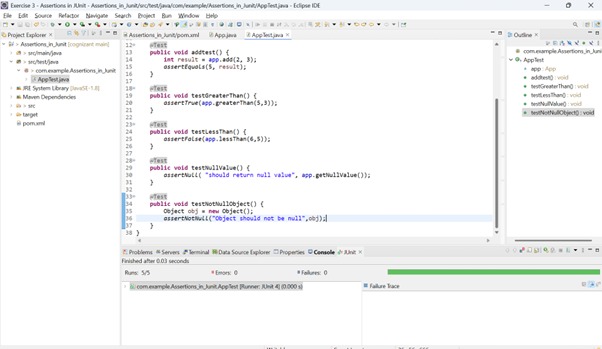 Exercise 3 - Assertions in JUnit - src/test/java/com/example/Assertions_in_Junit/AppTest.java - Eclipse IDE
File Edit Source Refactor Navigate Search Project Run Window Help
Project Explorer
Assertions_in_Junit/pom.xml App.java AppTest.java
Outline
Assertions_in_Junit [cognizant main]
src/main/java
src/test/java
com.example.Assertions_in_Junit
AppTest.java
JRE System Library [JavaSE-1.8]
Maven Dependencies
src
target
pom.xml
12 @Test
13 public void addtest() {
14 int result = app.add(2, 3);
15 assertEquals(5, result);
16 }
17
18 @Test
19 public void testGreaterThan() {
20 assertTrue(app.greaterThan(5,3));
21 }
22
23 @Test
24 public void testLessThan() {
25 assertFalse(app.lessThan(6,5));
26 }
27
28 @Test
29 public void testNullValue() {
30 assertNull( "should return null value", app.getNullValue());
31 }
32
33 @Test
34 public void testNotNullObject() {
35 Object obj = new Object();
36 assertNotNull("Object should not be null",obj);
37 }
38 }
com.example.Assertions_in_Junit
AppTest
app : App
addtest() : void
testGreaterThan() : void
testLessThan() : void
testNullValue() : void
testNotNullObject() : void
Problems Servers Terminal Data Source Explorer Properties Console JUnit
Finished after 0.03 seconds
Runs: 5/5 Errors: 0 Failures: 0
com.example.Assertions_in_Junit.AppTest [Runner: JUnit 4] (0.000 s)
Failure Trace